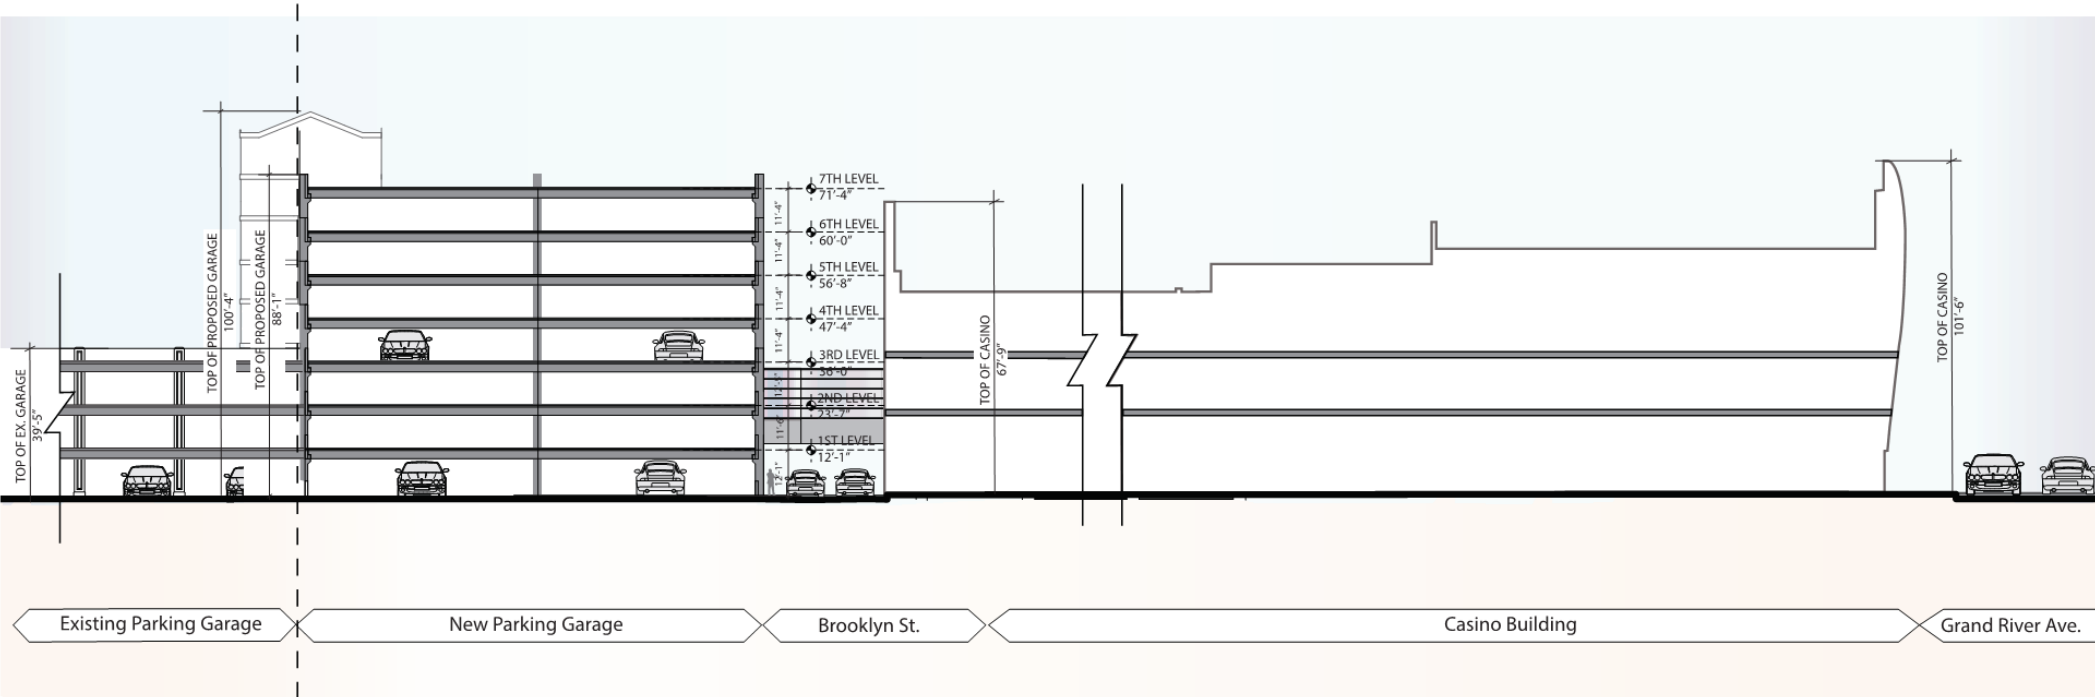 TOP OF EX. GARAGE
39'-5"
TOP OF PROPOSED GARAGE
100'-4"
TOP OF PROPOSED GARAGE
88'-1"
11'-4"
11'-4"
11'-4"
11'-4"
12'-5"
11'-6"
12'-1"
7TH LEVEL
71'-4"
6TH LEVEL
60'-0"
5TH LEVEL
56'-8"
4TH LEVEL
47'-4"
3RD LEVEL
36'-0"
2ND LEVEL
23'-7"
1ST LEVEL
12'-1"
TOP OF CASINO
67'-9"
TOP OF CASINO
101'-6"
Existing Parking Garage
New Parking Garage
Brooklyn St.
Casino Building
Grand River Ave.